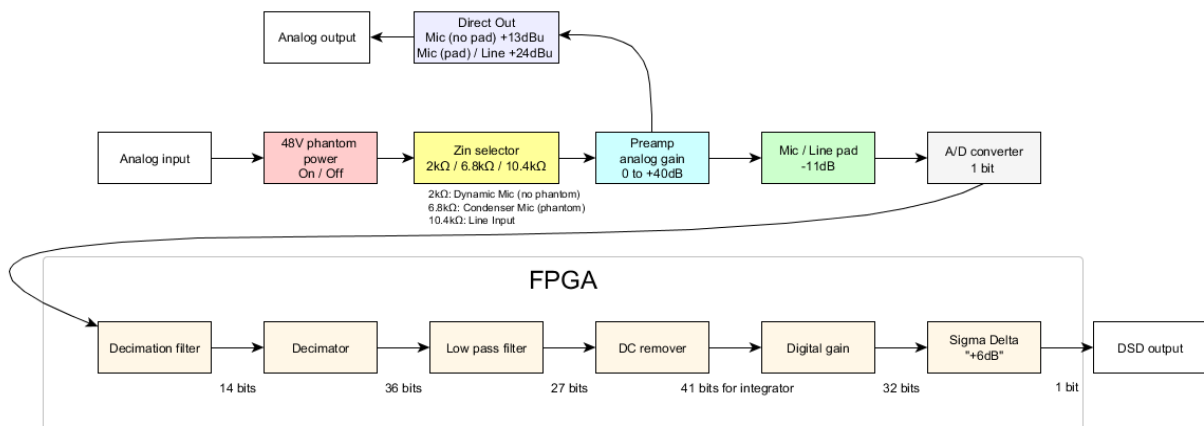 Analog output
Direct Out
Mic (no pad) +13dBu
Mic (pad) / Line +24dBu
Analog input
48V phantom
power
On / Off
Zin selector
2kΩ / 6.8kΩ / 10.4kΩ
Preamp
analog gain
0 to +40dB
Mic / Line pad
-11dB
A/D converter
1 bit
2kΩ: Dynamic Mic (no phantom)
6.8kΩ: Condenser Mic (phantom)
10.4kΩ: Line Input
FPGA
Decimation filter
Decimator
Low pass filter
DC remover
Digital gain
Sigma Delta
"+6dB"
DSD output
14 bits
36 bits
27 bits
41 bits for integrator
32 bits
1 bit